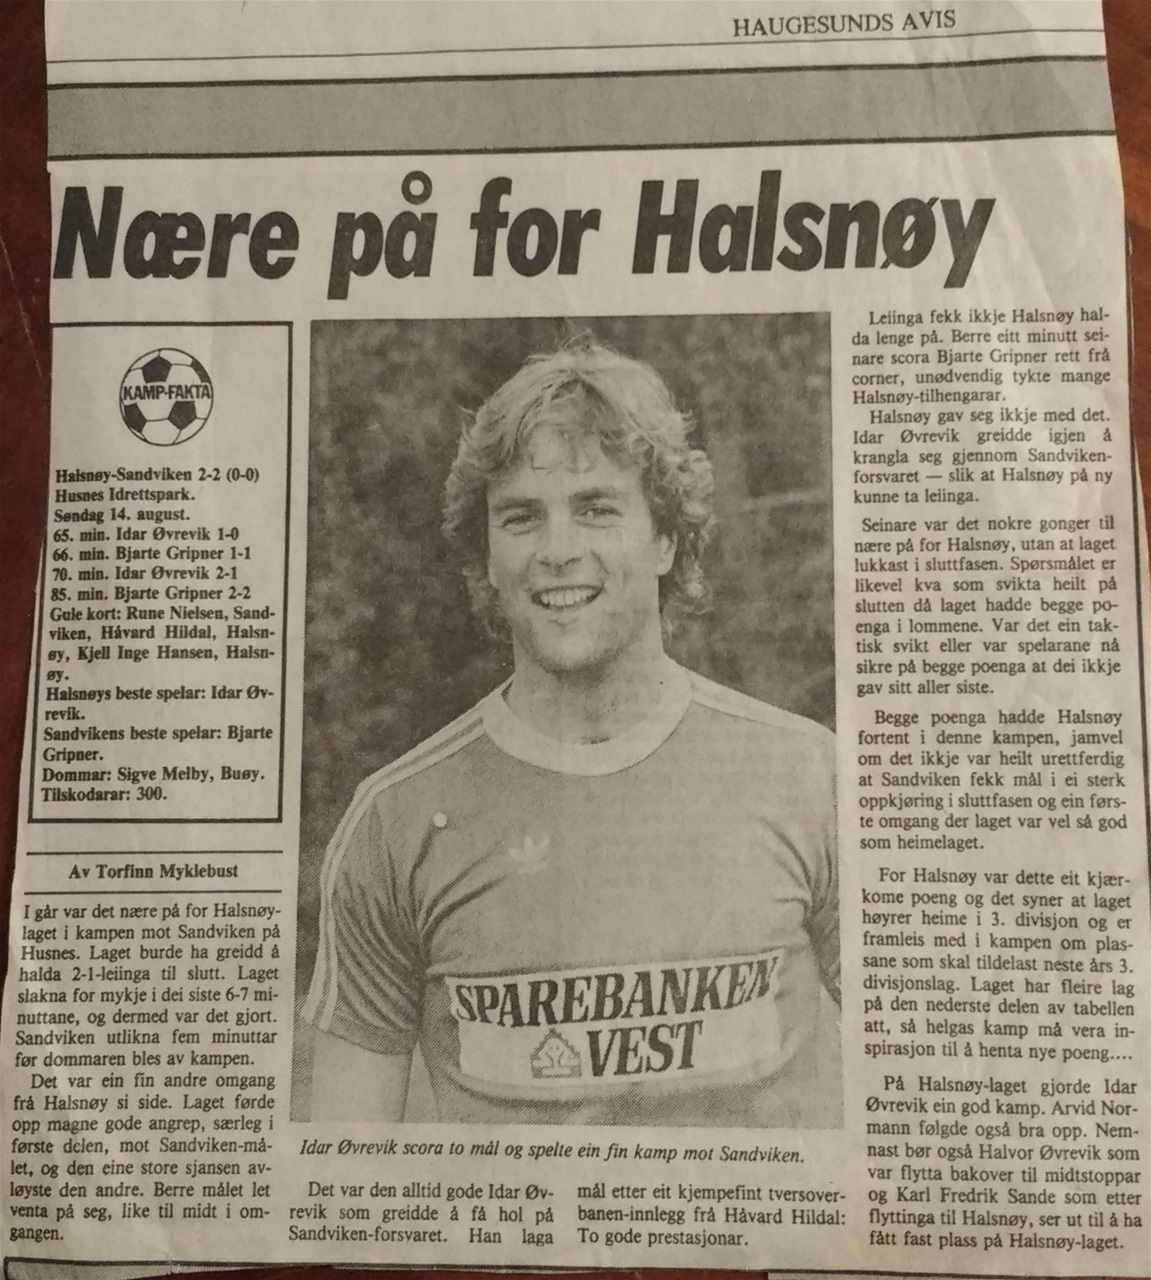 HAUGESUNDS AVIS
Nære på for Halsnøy
KAMP-FAKTA
Halsnøy-Sandviken 2-2 (0-0)
Husnes Idrettspark.
Søndag 14. august.
65. min. Idar Øvrevik 1-0
66. min. Bjarte Gripner 1-1
70. min. Idar Øvrevik 2-1
85. min. Bjarte Gripner 2-2
Gule kort: Rune Nielsen, Sand-
viken, Håvard Hildal, Halsn-
øy, Kjell Inge Hansen, Halsn-
øy.
Halsnøys beste spelar: Idar Øv-
revik.
Sandvikens beste spelar: Bjarte
Gripner.
Dommar: Sigve Melby, Buøy.
Tilskodarar: 300.
Av Torfinn Myklebust
I går var det nære på for Halsnøy-
laget i kampen mot Sandviken på
Husnes. Laget burde ha greidd å
halda 2-1-leiinga til slutt. Laget
slakna for mykje i dei siste 6-7 mi-
nuttane, og dermed var det gjort.
Sandviken utlikna fem minuttar
før dommaren bles av kampen.
Det var ein fin andre omgang
frå Halsnøy si side. Laget førde
opp magne gode angrep, særleg i
første delen, mot Sandviken-må-
let, og den eine store sjansen av-
løyste den andre. Berre målet let
venta på seg, like til midt i om-
gangen.
SPAREBANKEN
VEST
Idar Øvrevik scora to mål og spelte ein fin kamp mot Sandviken.
Det var den alltid gode Idar Øv-
revik som greidde å få hol på
Sandviken-forsvaret. Han laga
mål etter eit kjempefint tversover-
banen-innlegg frå Håvard Hildal:
To gode prestasjonar.
Leiinga fekk ikkje Halsnøy hal-
da lenge på. Berre eitt minutt sei-
nare scora Bjarte Gripner rett frå
corner, unødvendig tykte mange
Halsnøy-tilhengarar.
Halsnøy gav seg ikkje med det.
Idar Øvrevik greidde igjen å
krangla seg gjennom Sandviken-
forsvaret — slik at Halsnøy på ny
kunne ta leiinga.
Seinare var det nokre gonger til
nære på for Halsnøy, utan at laget
lukkast i sluttfasen. Spørsmålet er
likevel kva som svikta heilt på
slutten då laget hadde begge po-
enga i lommene. Var det ein tak-
tisk svikt eller var spelarane nå
sikre på begge poenga at dei ikkje
gav sitt aller siste.
Begge poenga hadde Halsnøy
fortent i denne kampen, jamvel
om det ikkje var heilt urettferdig
at Sandviken fekk mål i ei sterk
oppkjøring i sluttfasen og ein førs-
te omgang der laget var vel så god
som heimelaget.
For Halsnøy var dette eit kjær-
kome poeng og det syner at laget
høyrer heime i 3. divisjon og er
framleis med i kampen om plas-
sane som skal tildelast neste års 3.
divisjonslag. Laget har fleire lag
på den nederste delen av tabellen
att, så helgas kamp må vera in-
spirasjon til å henta nye poeng....
På Halsnøy-laget gjorde Idar
Øvrevik ein god kamp. Arvid Nor-
mann følgde også bra opp. Nem-
nast bør også Halvor Øvrevik som
var flytta bakover til midtstoppar
og Karl Fredrik Sande som etter
flyttinga til Halsnøy, ser ut til å ha
fått fast plass på Halsnøy-laget.